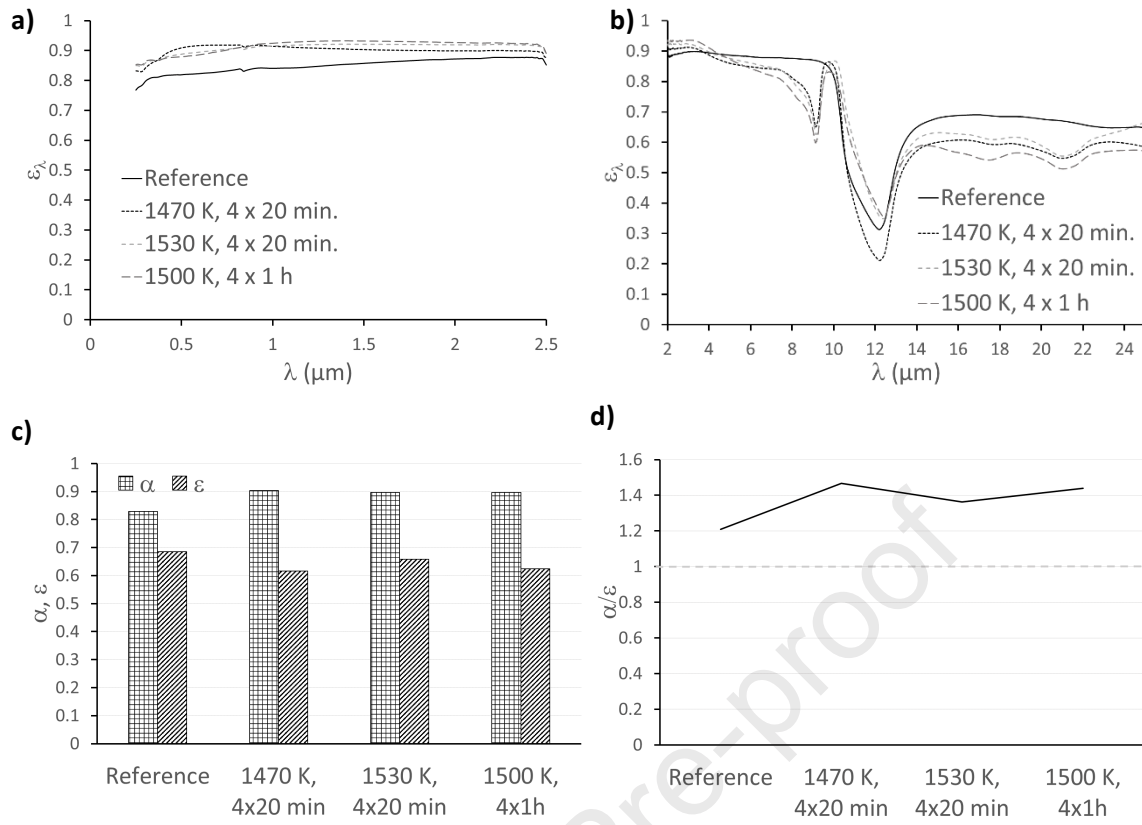 a)
1
0.9
0.8
0.7
0.6
0.5
0.4
0.3
0.2
0.1
0
ελ
Reference
1470 K, 4 x 20 min.
1530 K, 4 x 20 min.
1500 K, 4 x 1 h
0 0.5 1 1.5 2 2.5
λ (μm)
b)
1
0.9
0.8
0.7
0.6
0.5
0.4
0.3
0.2
0.1
0
ελ
Reference
1470 K, 4 x 20 min.
1530 K, 4 x 20 min.
1500 K, 4 x 1 h
2 4 6 8 10 12 14 16 18 20 22 24
λ (μm)
c)
1
0.9
0.8
0.7
0.6
0.5
0.4
0.3
0.2
0.1
0
α, ε
α ε
Reference 1470 K, 1530 K, 1500 K,
4x20 min 4x20 min 4x1h
d)
1.6
1.4
1.2
1
0.8
0.6
0.4
0.2
0
α/ε
Reference 1470 K, 1530 K, 1500 K,
4x20 min 4x20 min 4x1h
Pre-proof